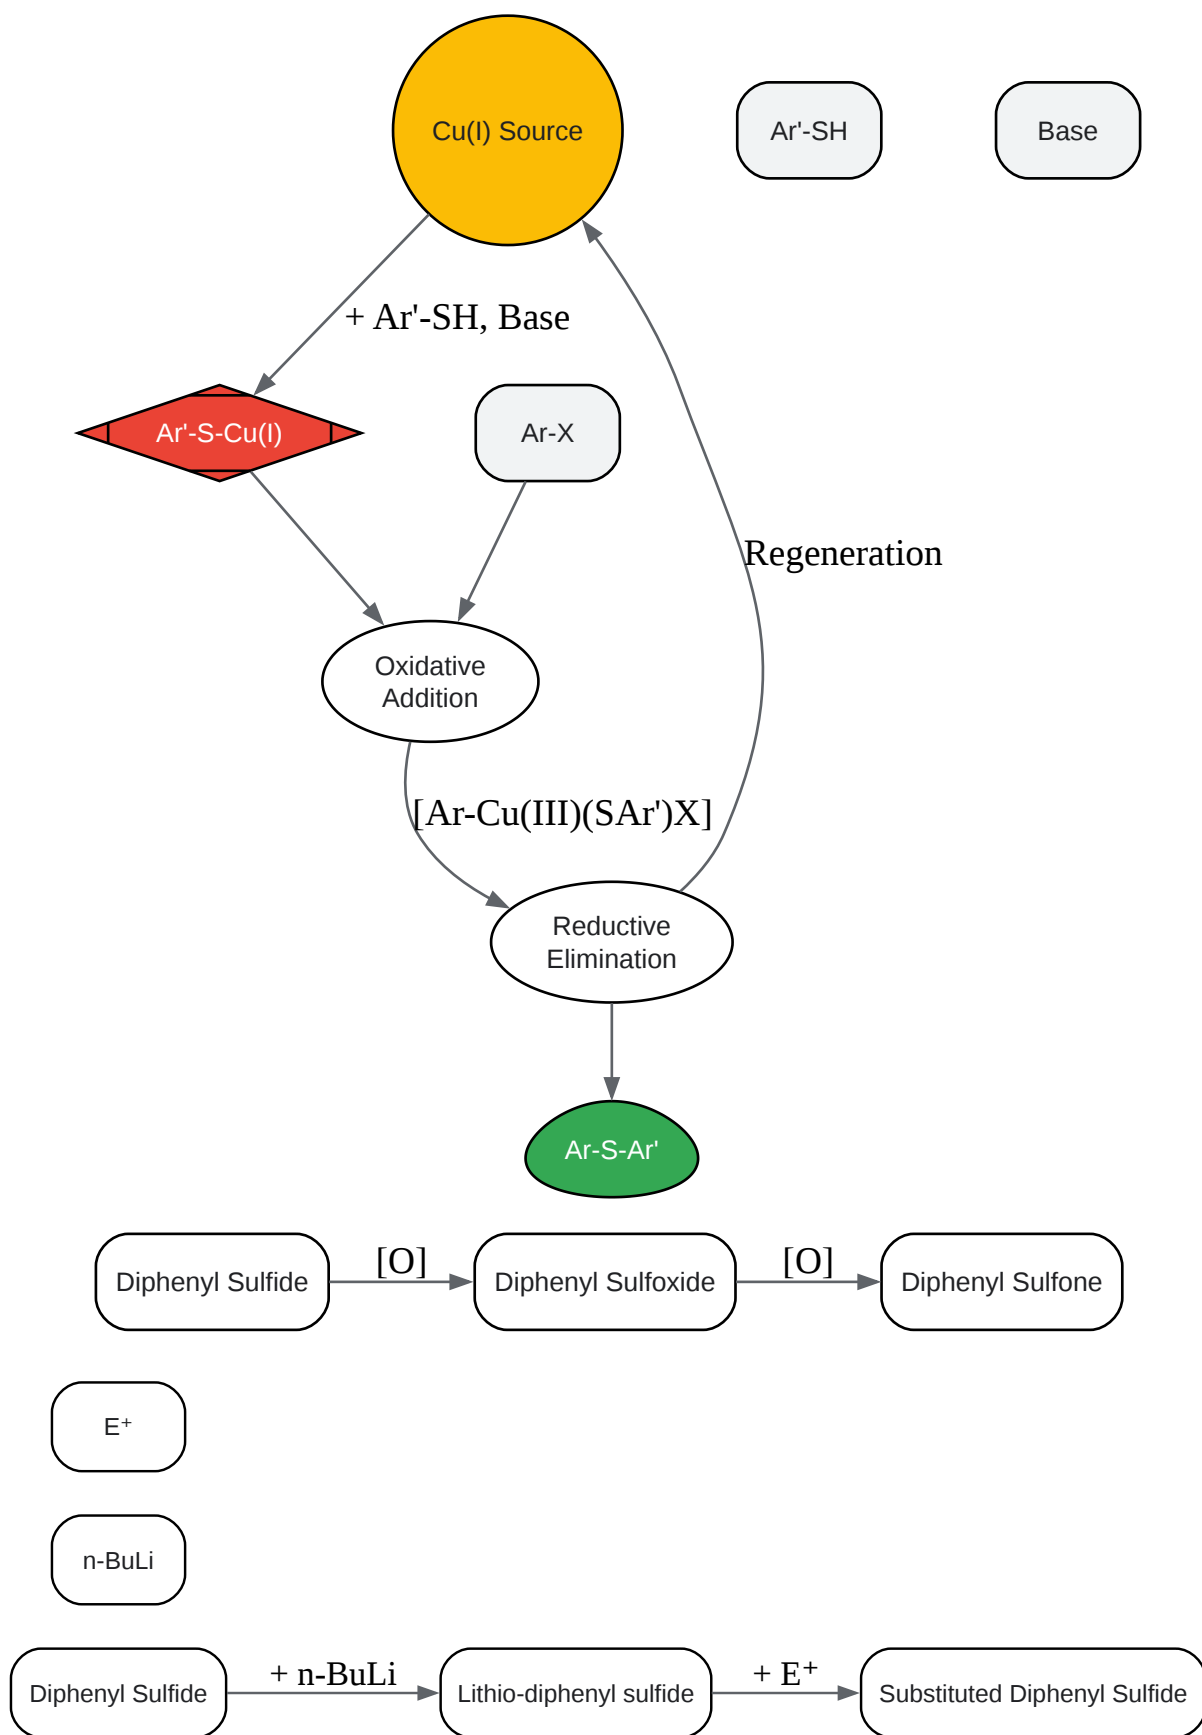 Cu(I) Source
Ar'-SH
Base
+ Ar'-SH, Base
Ar'-S-Cu(I)
Ar-X
Regeneration
Oxidative
Addition
[Ar-Cu(III)(SAr')X]
Reductive
Elimination
Ar-S-Ar'
Diphenyl Sulfide
[O]
Diphenyl Sulfoxide
[O]
Diphenyl Sulfone
E⁺
n-BuLi
Diphenyl Sulfide
+ n-BuLi
Lithio-diphenyl sulfide
+ E⁺
Substituted Diphenyl Sulfide